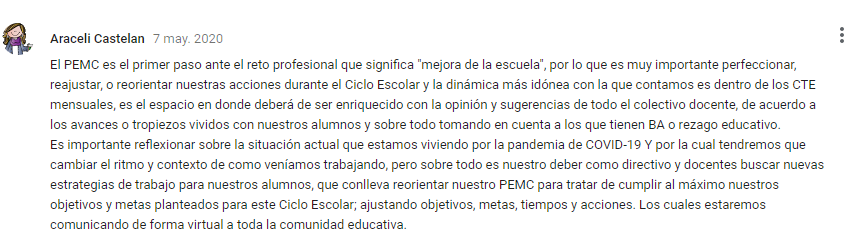 Araceli Castelan 7 may. 2020
El PEMC es el primer paso ante el reto profesional que significa "mejora de la escuela", por lo que es muy importante perfeccionar,
reajustar, o reorientar nuestras acciones durante el Ciclo Escolar y la dinámica más idónea con la que contamos es dentro de los CTE
mensuales, es el espacio en donde deberá de ser enriquecido con la opinión y sugerencias de todo el colectivo docente, de acuerdo a
los avances o tropiezos vividos con nuestros alumnos y sobre todo tomando en cuenta a los que tienen BA o rezago educativo.
Es importante reflexionar sobre la situación actual que estamos viviendo por la pandemia de COVID-19 Y por la cual tendremos que
cambiar el ritmo y contexto de como veníamos trabajando, pero sobre todo es nuestro deber como directivo y docentes buscar nuevas
estrategias de trabajo para nuestros alumnos, que conlleva reorientar nuestro PEMC para tratar de cumplir al máximo nuestros
objetivos y metas planteados para este Ciclo Escolar; ajustando objetivos, metas, tiempos y acciones. Los cuales estaremos
comunicando de forma virtual a toda la comunidad educativa.